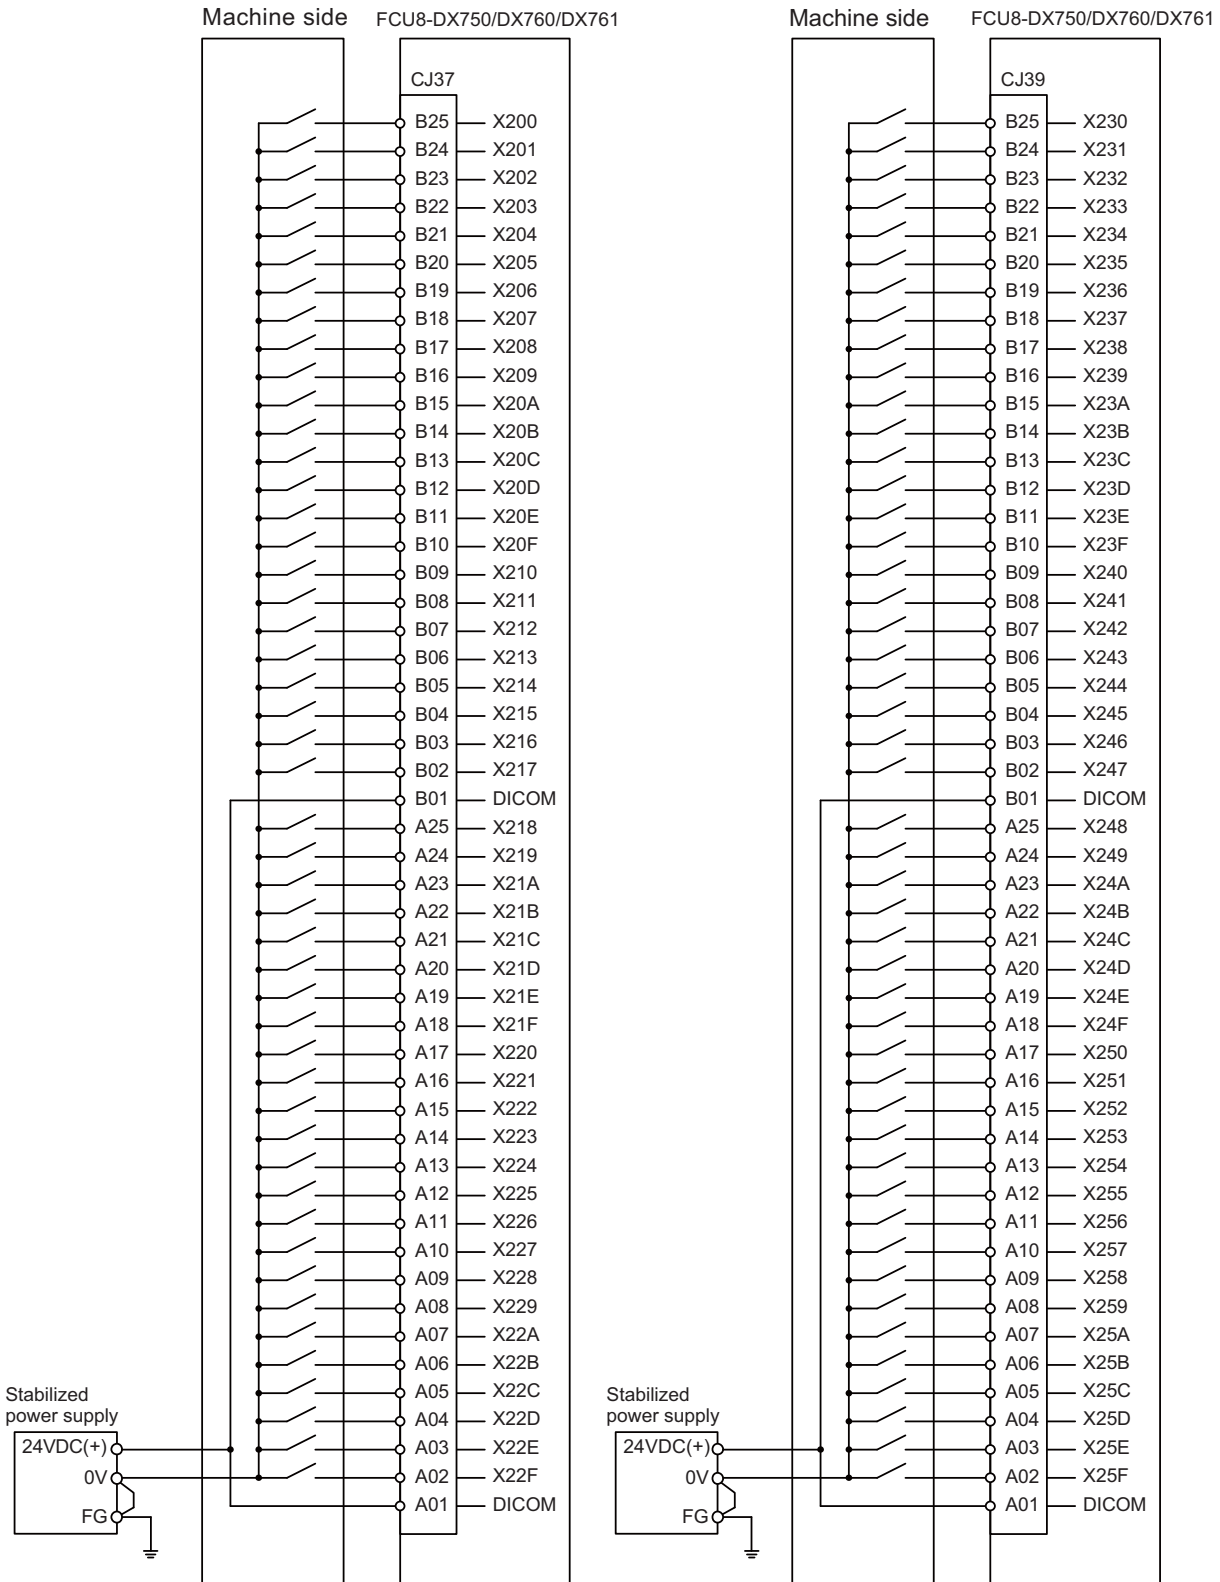 Machine side FCU8-DX750/DX760/DX761
CJ37
B25 X200
B24 X201
B23 X202
B22 X203
B21 X204
B20 X205
B19 X206
B18 X207
B17 X208
B16 X209
B15 X20A
B14 X20B
B13 X20C
B12 X20D
B11 X20E
B10 X20F
B09 X210
B08 X211
B07 X212
B06 X213
B05 X214
B04 X215
B03 X216
B02 X217
B01 DICOM
A25 X218
A24 X219
A23 X21A
A22 X21B
A21 X21C
A20 X21D
A19 X21E
A18 X21F
A17 X220
A16 X221
A15 X222
A14 X223
A13 X224
A12 X225
A11 X226
A10 X227
A09 X228
A08 X229
A07 X22A
A06 X22B
A05 X22C
A04 X22D
A03 X22E
A02 X22F
A01 DICOM
Stabilized
power supply
24VDC(+)
0V
FG
Machine side FCU8-DX750/DX760/DX761
CJ39
B25 X230
B24 X231
B23 X232
B22 X233
B21 X234
B20 X235
B19 X236
B18 X237
B17 X238
B16 X239
B15 X23A
B14 X23B
B13 X23C
B12 X23D
B11 X23E
B10 X23F
B09 X240
B08 X241
B07 X242
B06 X243
B05 X244
B04 X245
B03 X246
B02 X247
B01 DICOM
A25 X248
A24 X249
A23 X24A
A22 X24B
A21 X24C
A20 X24D
A19 X24E
A18 X24F
A17 X250
A16 X251
A15 X252
A14 X253
A13 X254
A12 X255
A11 X256
A10 X257
A09 X258
A08 X259
A07 X25A
A06 X25B
A05 X25C
A04 X25D
A03 X25E
A02 X25F
A01 DICOM
Stabilized
power supply
24VDC(+)
0V
FG